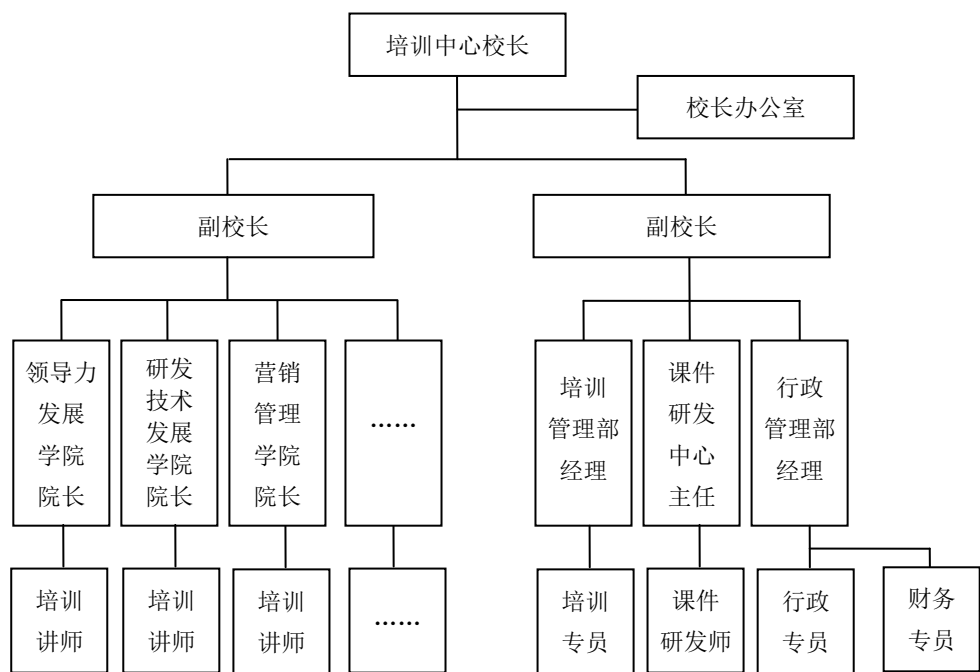 培训中心校长
校长办公室
副校长
副校长
领导力
发展
学院
院长
研发
技术
发展
学院
院长
营销
管理
学院
院长
……
培训
管理部
经理
课件
研发
中心
主任
行政
管理部
经理
培训
讲师
培训
讲师
培训
讲师
……
培训
专员
课件
研发师
行政
专员
财务
专员